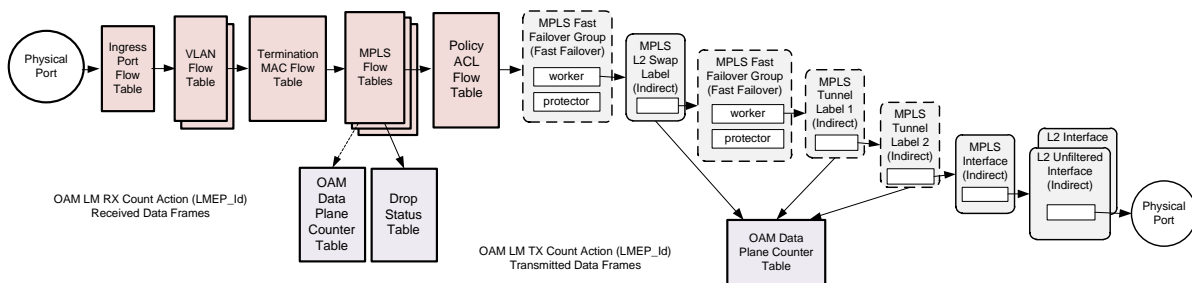 Physical
Port
Ingress
Port
Flow
Table
VLAN
Flow
Table
Termination
MAC Flow
Table
MPLS
Flow
Tables
Policy
ACL
Flow
Table
MPLS Fast
Failover Group
(Fast Failover)
worker
protector
MPLS
L2 Swap
Label
(Indirect)
MPLS Fast
Failover Group
(Fast Failover)
worker
protector
MPLS
Tunnel
Label 1
(Indirect)
MPLS
Tunnel
Label 2
(Indirect)
MPLS
Interface
(Indirect)
L2 Interface
L2 Unfiltered
Interface
(Indirect)
Physical
Port
OAM LM RX Count Action (LMEP_Id)
Received Data Frames
OAM
Data
Plane
Counter
Table
Drop
Status
Table
OAM LM TX Count Action (LMEP_Id)
Transmitted Data Frames
OAM Data
Plane Counter
Table